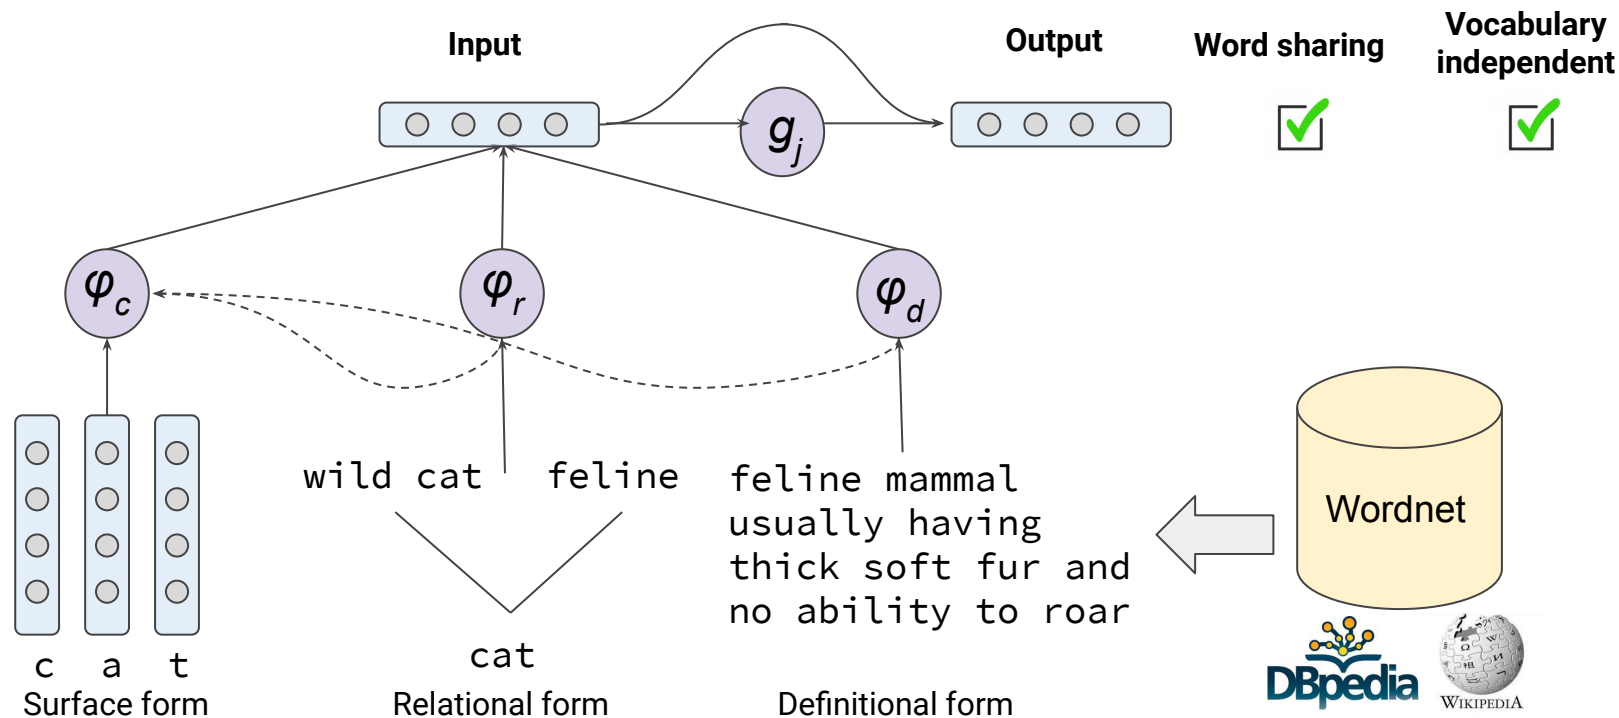 Input
Output
Word sharing
Vocabulary
independent
g_j
φ_c
φ_r
φ_d
wild cat
feline
feline mammal
usually having
thick soft fur and
no ability to roar
Wordnet
c a t
cat
Surface form
Relational form
Definitional form
DBpedia
WIKIPEDIA